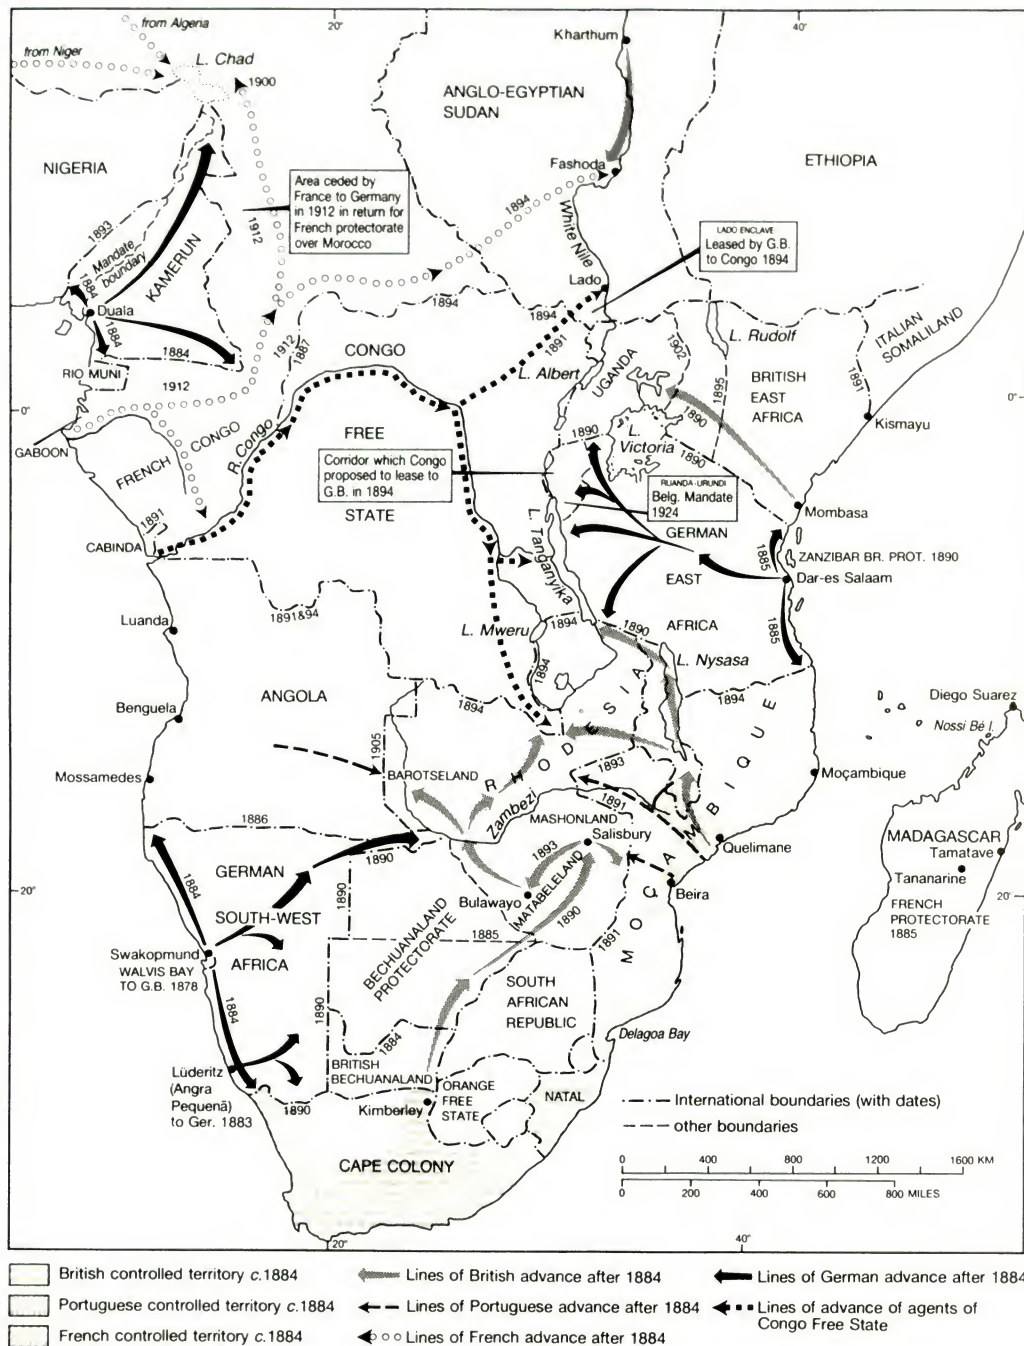 20°
40°
from Algeria
from Niger
L. Chad
1900
Kharthum
ANGLO-EGYPTIAN
SUDAN
NIGERIA
ETHIOPIA
Fashoda
Area ceded by
France to Germany
in 1912 in return for
French protectorate
over Morocco
1894
1912
1893
Mandate
boundary
KAMERUN
White Nile
LADO ENCLAVE
Leased by G.B.
to Congo 1894
Lado
1884
Duala
1884
1884
RIO MUNI
1912
1912
1887
1894
1894
1891
CONGO
L. Albert
UGANDA
1902
L. Rudolf
ITALIAN
SOMALILAND
1895
BRITISH
EAST
AFRICA
1891
1890
0°
0°
Kismayu
GABOON
FRENCH CONGO
R. Congo
FREE
STATE
Corridor which Congo
proposed to lease to
G.B. in 1894
1890
L.
Victoria
1890
RUANDA-URUNDI
Belg. Mandate
1924
Mombasa
1891
CABINDA
GERMAN
EAST
AFRICA
1885
ZANZIBAR BR. PROT. 1890
Dar-es Salaam
1885
L. Tanganyika
Luanda
1891&94
L. Mweru
1894
1890
L. Nysasa
1894
1894
ANGOLA
1894
Benguela
Diego Suarez
Nossi Bé I.
1905
Mossamedes
BAROTSELAND
RHODESIA
1893
1891
Zambezi
Moçambique
MOÇAMBIQUE
MASHONLAND
Salisbury
Quelimane
MADAGASCAR
Tamatave
Tananarine
FRENCH
PROTECTORATE
1885
1886
1890
GERMAN
SOUTH-WEST
AFRICA
1884
1890
1893
Bulawayo
MATABELELAND
1890
Beira
20°
20°
BECHUANALAND
PROTECTORATE
1885
1891
Swakopmund
WALVIS BAY
TO G.B. 1878
1884
1890
SOUTH
AFRICAN
REPUBLIC
Delagoa Bay
1884
Lüderitz
(Angra
Pequenã)
to Ger. 1883
1890
BRITISH
BECHUANALAND
Kimberley
ORANGE
FREE
STATE
NATAL
CAPE COLONY
International boundaries (with dates)
other boundaries
0 400 800 1200 1600 KM
0 200 400 600 800 MILES
20°
40°
British controlled territory c.1884
Lines of British advance after 1884
Lines of German advance after 1884
Portuguese controlled territory c.1884
Lines of Portuguese advance after 1884
Lines of advance of agents of
Congo Free State
French controlled territory c.1884
Lines of French advance after 1884